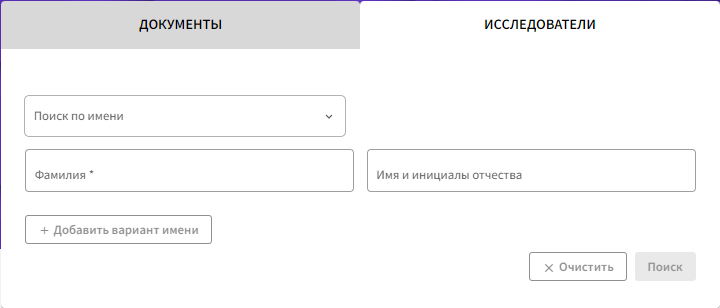 ДОКУМЕНТЫ
ИССЛЕДОВАТЕЛИ
Поиск по имени
Фамилия *
Имя и инициалы отчества
+ Добавить вариант имени
× Очистить
Поиск